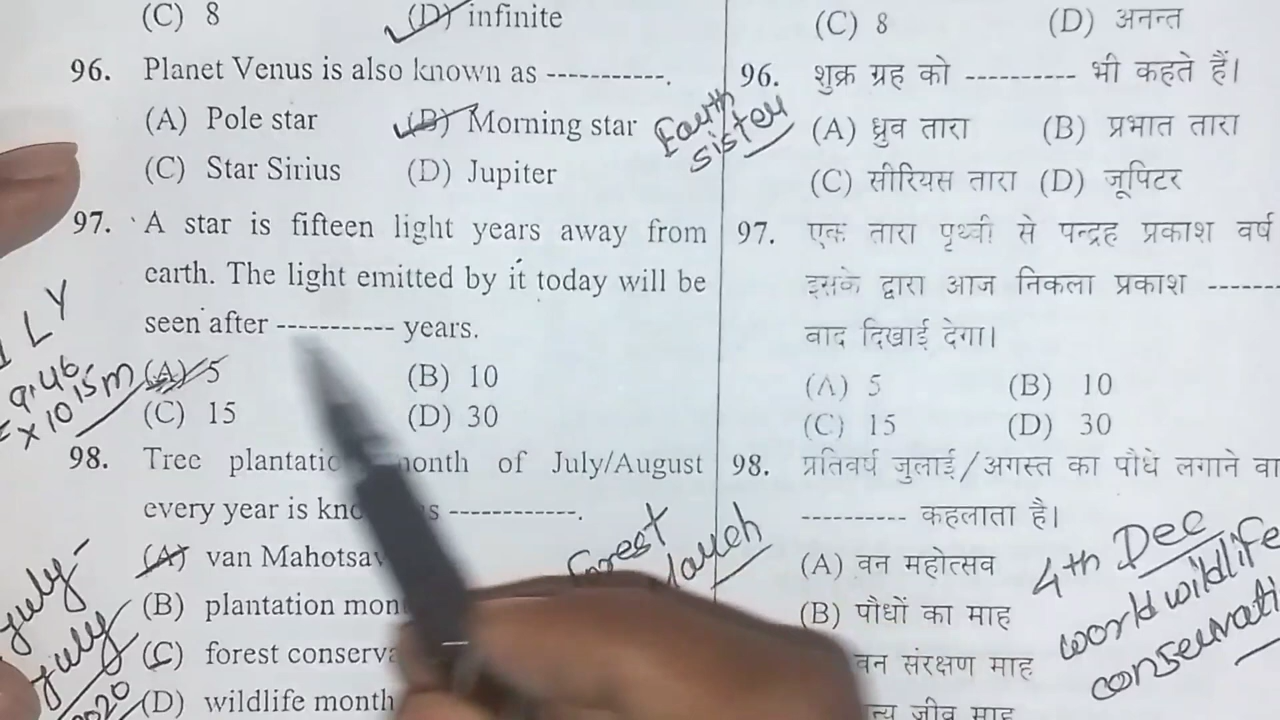 (C) 8 (D) infinite
96. Planet Venus is also known as -----------.
(A) Pole star (B) Morning star
(C) Star Sirius (D) Jupiter
97. A star is fifteen light years away from
earth. The light emitted by it today will be
seen after ----------- years.
(A) 5 (B) 10
(C) 15 (D) 30
98. Tree plantatic month of July/August
every year is kno s ------------.
(A) van Mahotsav
(B) plantation mon
(C) forest conserva
(D) wildlife month
Earth
sister
LY
9.46
x 10 15 m
July
July
2020
Forest
(C) 8 (D) अनन्त
96. शुक्र ग्रह को ---------- भी कहते हैं।
(A) ध्रुव तारा (B) प्रभात तारा
(C) सीरियस तारा (D) जूपिटर
97. एक तारा पृथ्वी से पन्द्रह प्रकाश वर्ष
इसके द्वारा आज निकला प्रकाश -------
बाद दिखाई देगा।
(A) 5 (B) 10
(C) 15 (D) 30
98. प्रतिवर्ष जुलाई/अगस्त का पौधे लगाने वा
---------- कहलाता है।
(A) वन महोत्सव
(B) पौधों का माह
वन संरक्षण माह
न्य जीव माह
4th Dec
world wildlife
conservati